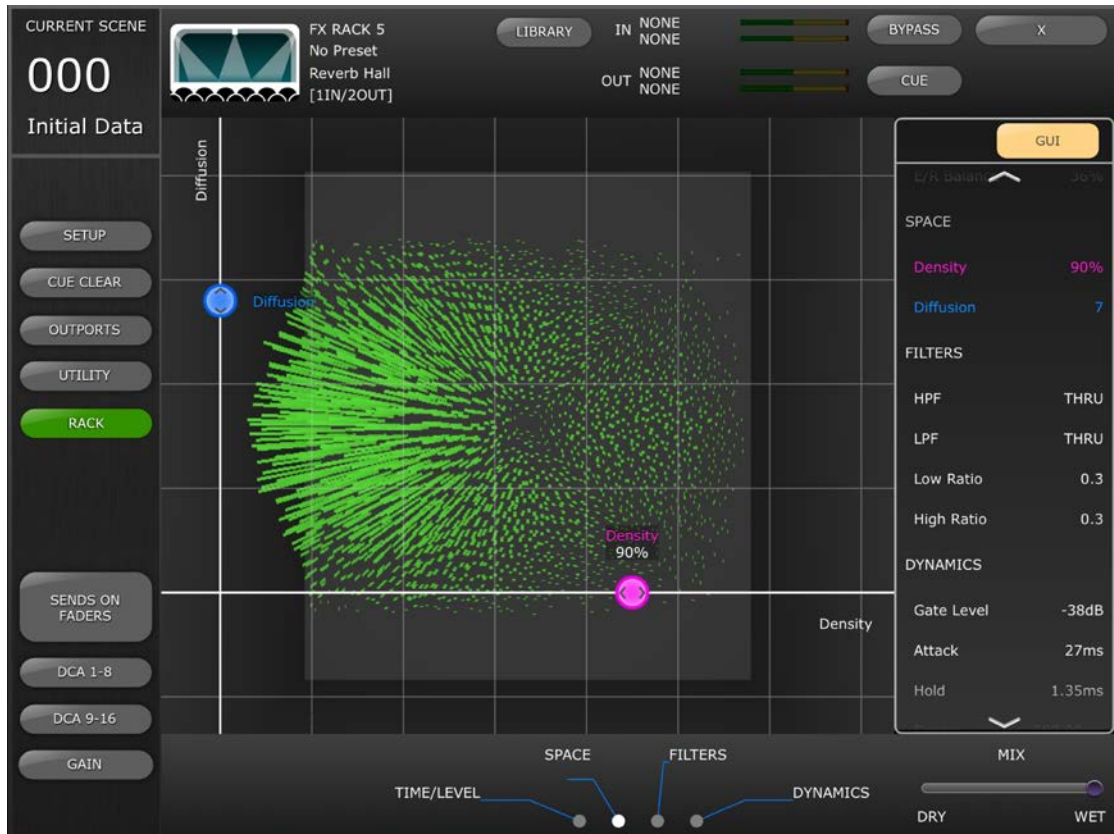 CURRENT SCENE
000
Initial Data
FX RACK 5
No Preset
Reverb Hall
[1IN/2OUT]
LIBRARY
IN NONE
NONE
OUT NONE
NONE
BYPASS
X
CUE
SETUP
CUE CLEAR
OUTPORTS
UTILITY
RACK
SENDS ON
FADERS
DCA 1-8
DCA 9-16
GAIN
Diffusion
Diffusion
Density
90%
Density
GUI
E/R Balance 36%
SPACE
Density 90%
Diffusion 7
FILTERS
HPF THRU
LPF THRU
Low Ratio 0.3
High Ratio 0.3
DYNAMICS
Gate Level -38dB
Attack 27ms
Hold 1.35ms
SPACE
FILTERS
TIME/LEVEL
DYNAMICS
MIX
DRY
WET